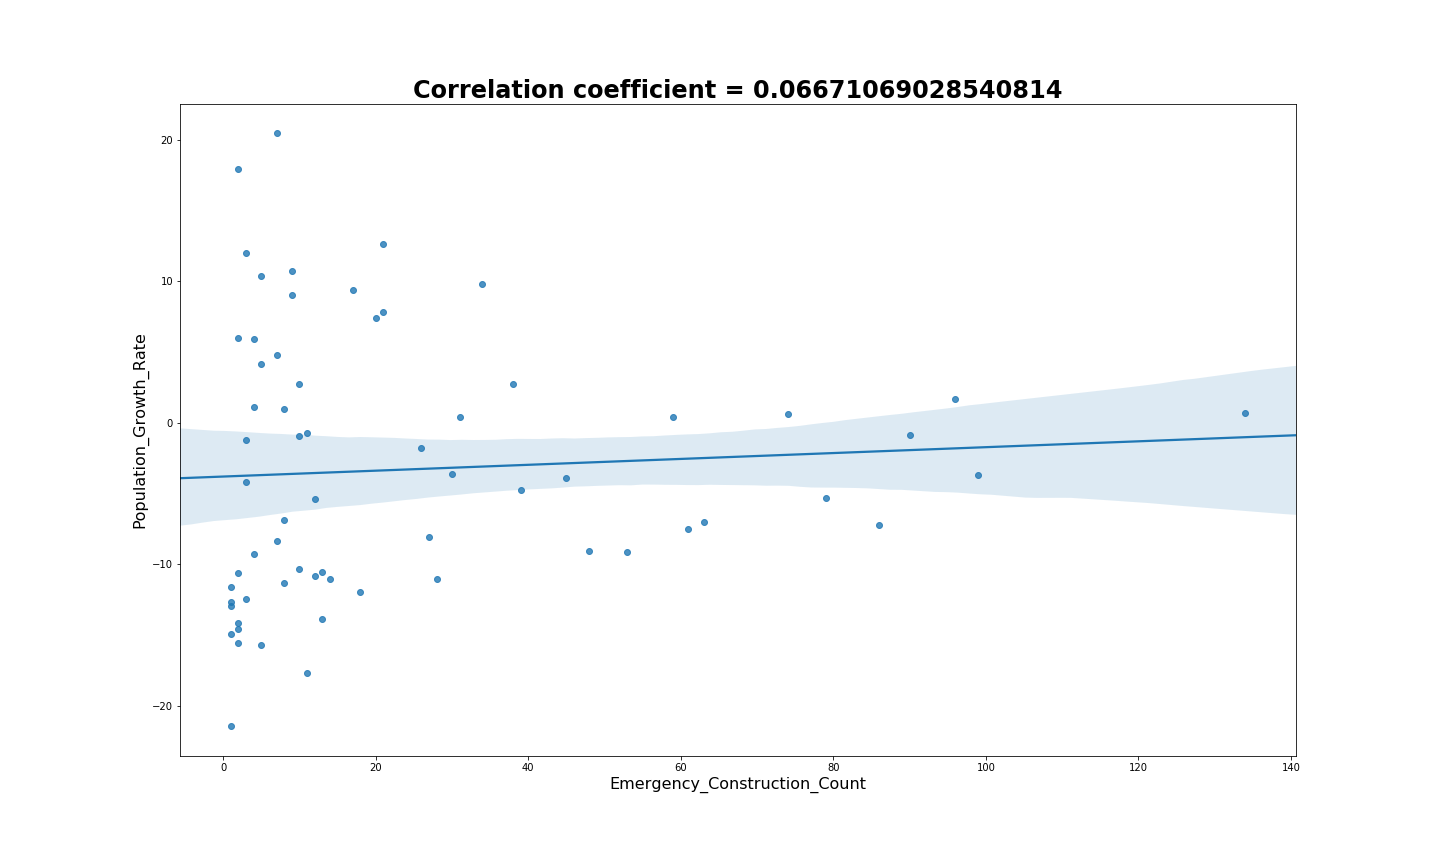 Correlation coefficient = 0.06671069028540814
20
10
0
−10
−20
Population_Growth_Rate
0 20 40 60 80 100 120 140
Emergency_Construction_Count